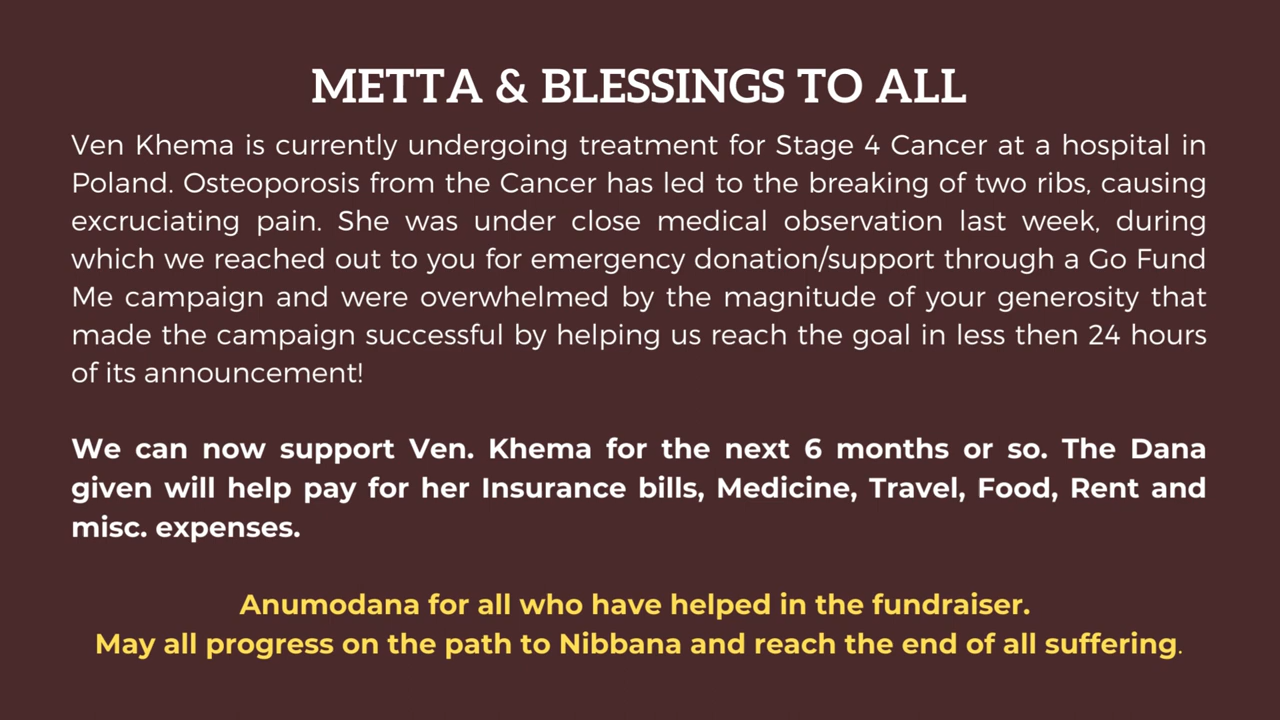 METTA & BLESSINGS TO ALL
Ven Khema is currently undergoing treatment for Stage 4 Cancer at a hospital in
Poland. Osteoporosis from the Cancer has led to the breaking of two ribs, causing
excruciating pain. She was under close medical observation last week, during
which we reached out to you for emergency donation/support through a Go Fund
Me campaign and were overwhelmed by the magnitude of your generosity that
made the campaign successful by helping us reach the goal in less then 24 hours
of its announcement!
We can now support Ven. Khema for the next 6 months or so. The Dana
given will help pay for her Insurance bills, Medicine, Travel, Food, Rent and
misc. expenses.
Anumodana for all who have helped in the fundraiser.
May all progress on the path to Nibbana and reach the end of all suffering.